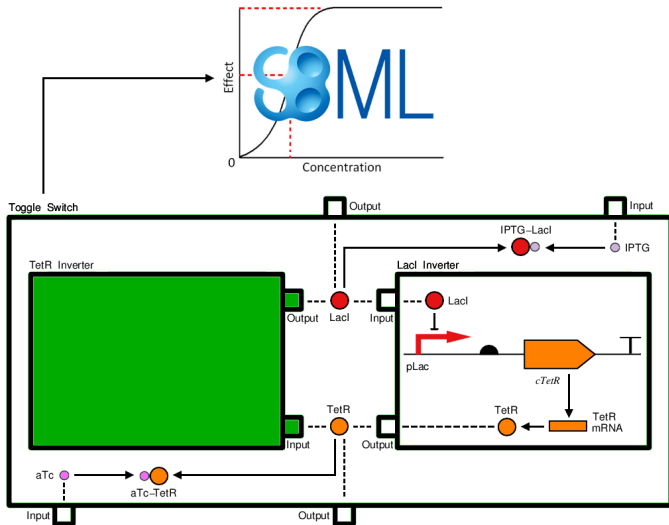 Effect
SBML
0
Concentration
Toggle Switch
Output
Input
IPTG–LacI
IPTG
TetR Inverter
LacI Inverter
Output
LacI
Input
LacI
pLac
cTetR
TetR
TetR
TetR
mRNA
Input
Output
aTc
aTc–TetR
Input
Output